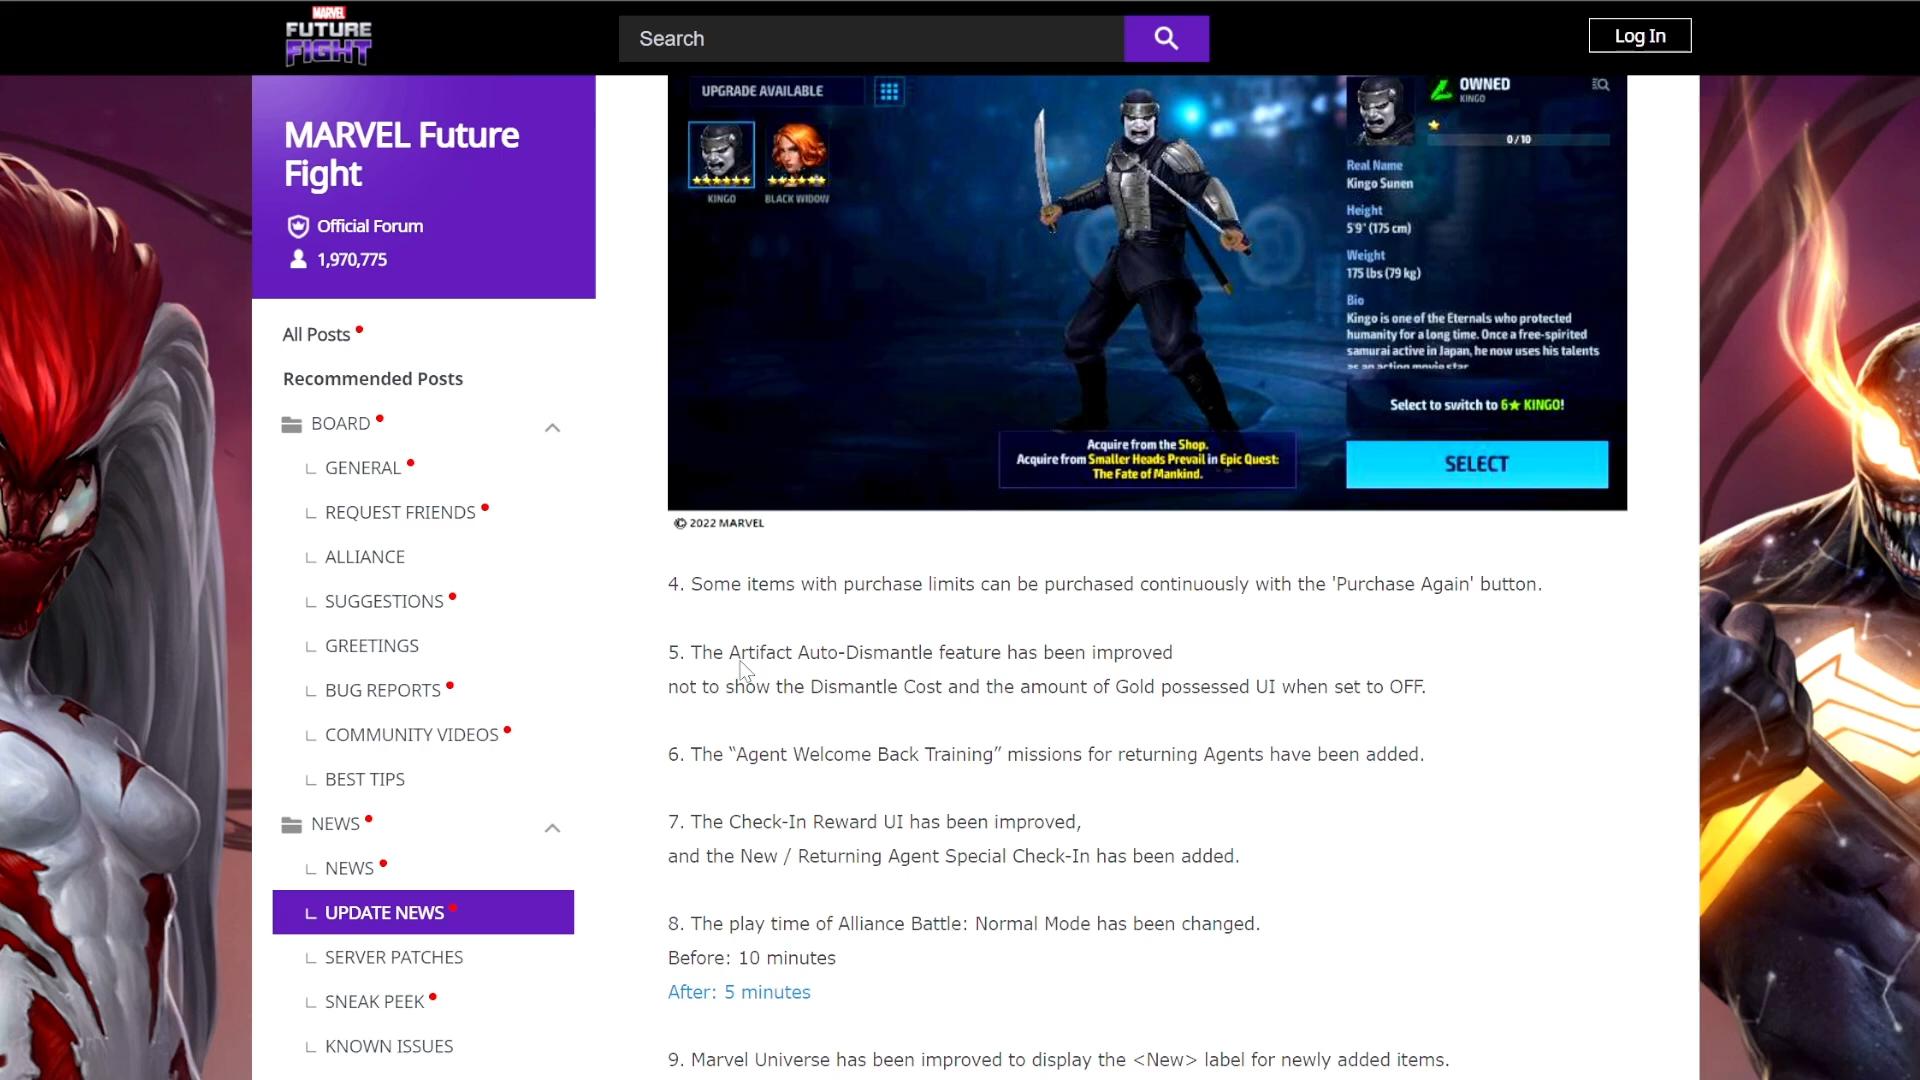 MARVEL
FUTURE
FIGHT
Search
Log In
MARVEL Future
Fight
Official Forum
1,970,775
All Posts
Recommended Posts
BOARD
GENERAL
REQUEST FRIENDS
ALLIANCE
SUGGESTIONS
GREETINGS
BUG REPORTS
COMMUNITY VIDEOS
BEST TIPS
NEWS
NEWS
UPDATE NEWS
SERVER PATCHES
SNEAK PEEK
KNOWN ISSUES
UPGRADE AVAILABLE
KINGO
BLACK WIDOW
OWNED
KINGO
0 / 10
Real Name
Kingo Sunen
Height
5'9" (175 cm)
Weight
175 lbs (79 kg)
Bio
Kingo is one of the Eternals who protected
humanity for a long time. Once a free-spirited
samurai active in Japan, he now uses his talents
as an action movie star
Select to switch to 6★ KINGO!
SELECT
Acquire from the Shop.
Acquire from Smaller Heads Prevail in Epic Quest:
The Fate of Mankind.
© 2022 MARVEL
4. Some items with purchase limits can be purchased continuously with the 'Purchase Again' button.
5. The Artifact Auto-Dismantle feature has been improved
not to show the Dismantle Cost and the amount of Gold possessed UI when set to OFF.
6. The “Agent Welcome Back Training” missions for returning Agents have been added.
7. The Check-In Reward UI has been improved,
and the New / Returning Agent Special Check-In has been added.
8. The play time of Alliance Battle: Normal Mode has been changed.
Before: 10 minutes
After: 5 minutes
9. Marvel Universe has been improved to display the <New> label for newly added items.